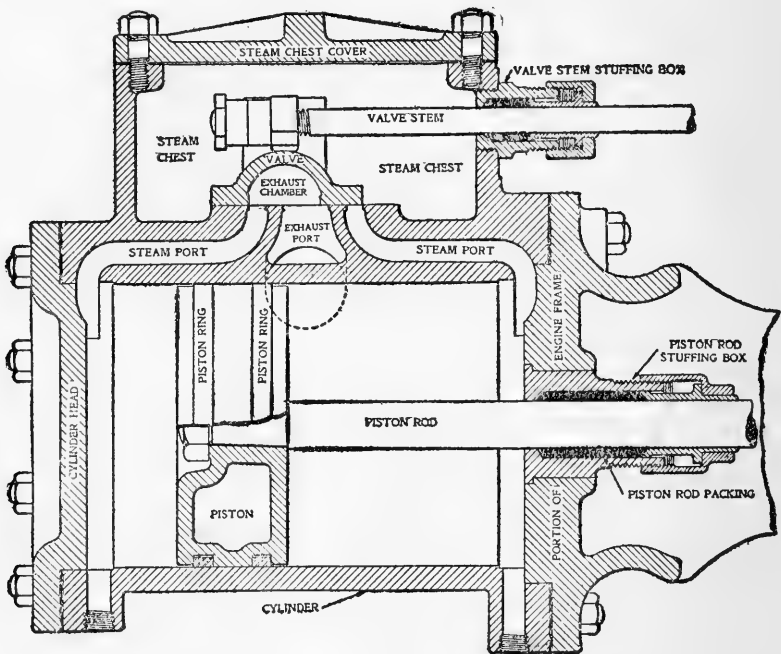 STEAM CHEST COVER
VALVE STEM STUFFING BOX
VALVE STEM
STEAM
CHEST
STEAM CHEST
VALVE
EXHAUST
CHAMBER
EXHAUST
PORT
STEAM PORT
STEAM PORT
ENGINE FRAME
PISTON RING
PISTON RING
PISTON ROD
STUFFING BOX
CYLINDER HEAD
PISTON ROD
PISTON ROD PACKING
PISTON
PORTION OF
CYLINDER